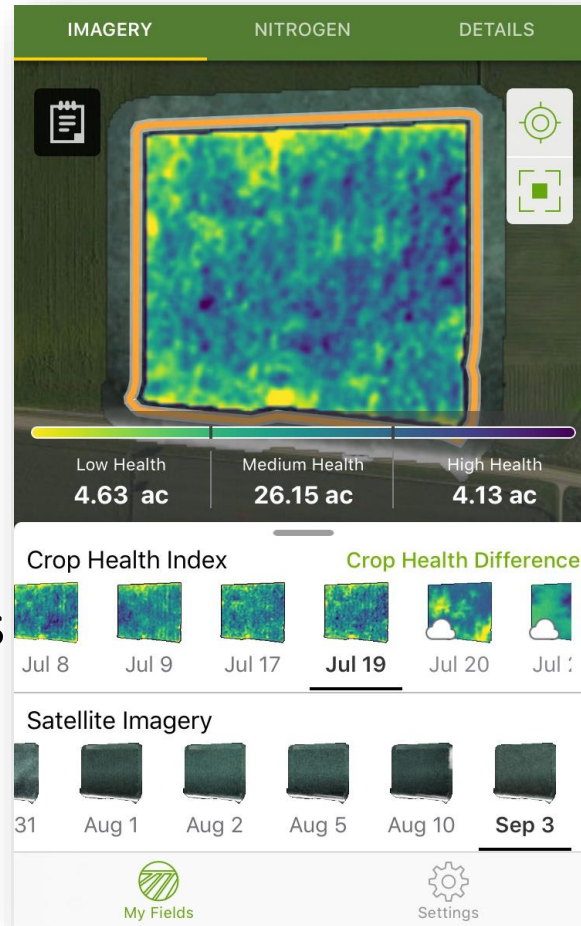 IMAGERY NITROGEN DETAILS
Low Health Medium Health High Health
4.63 ac 26.15 ac 4.13 ac
Crop Health Index Crop Health Difference
Jul 8 Jul 9 Jul 17 Jul 19 Jul 20 Jul
Satellite Imagery
31 Aug 1 Aug 2 Aug 5 Aug 10 Sep 3
My Fields Settings